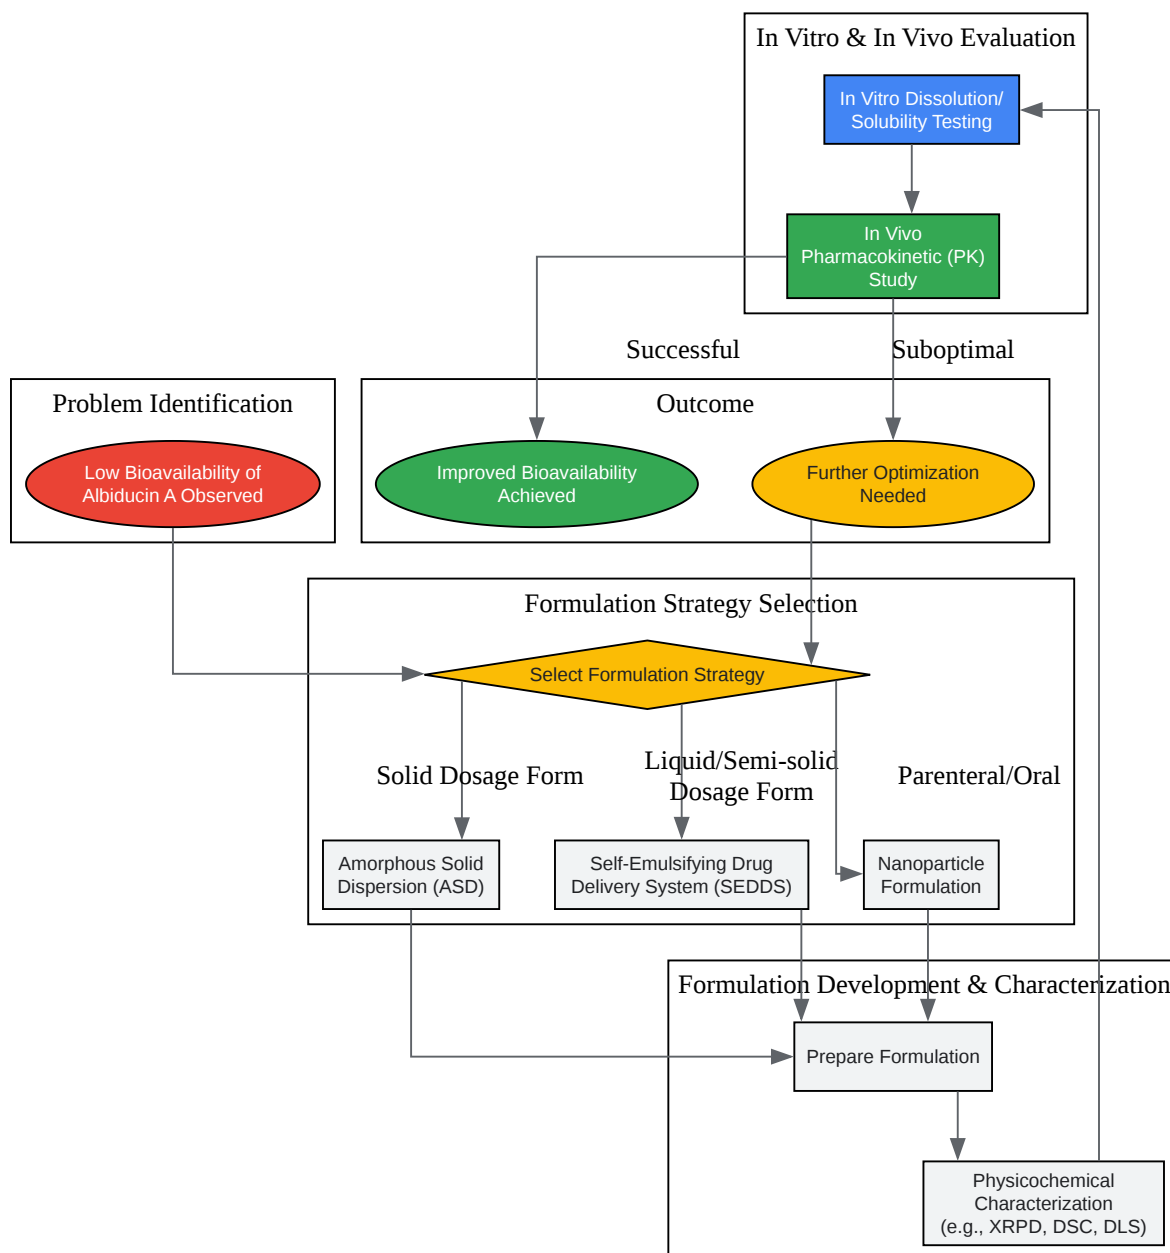 In Vitro & In Vivo Evaluation
In Vitro Dissolution/
Solubility Testing
In Vivo
Pharmacokinetic (PK)
Study
Successful
Suboptimal
Problem Identification
Outcome
Low Bioavailability of
Albiducin A Observed
Improved Bioavailability
Achieved
Further Optimization
Needed
Formulation Strategy Selection
Select Formulation Strategy
Solid Dosage Form
Liquid/Semi-solid
Dosage Form
Parenteral/Oral
Amorphous Solid
Dispersion (ASD)
Self-Emulsifying Drug
Delivery System (SEDDS)
Nanoparticle
Formulation
Formulation Development & Characterization
Prepare Formulation
Physicochemical
Characterization
(e.g., XRPD, DSC, DLS)